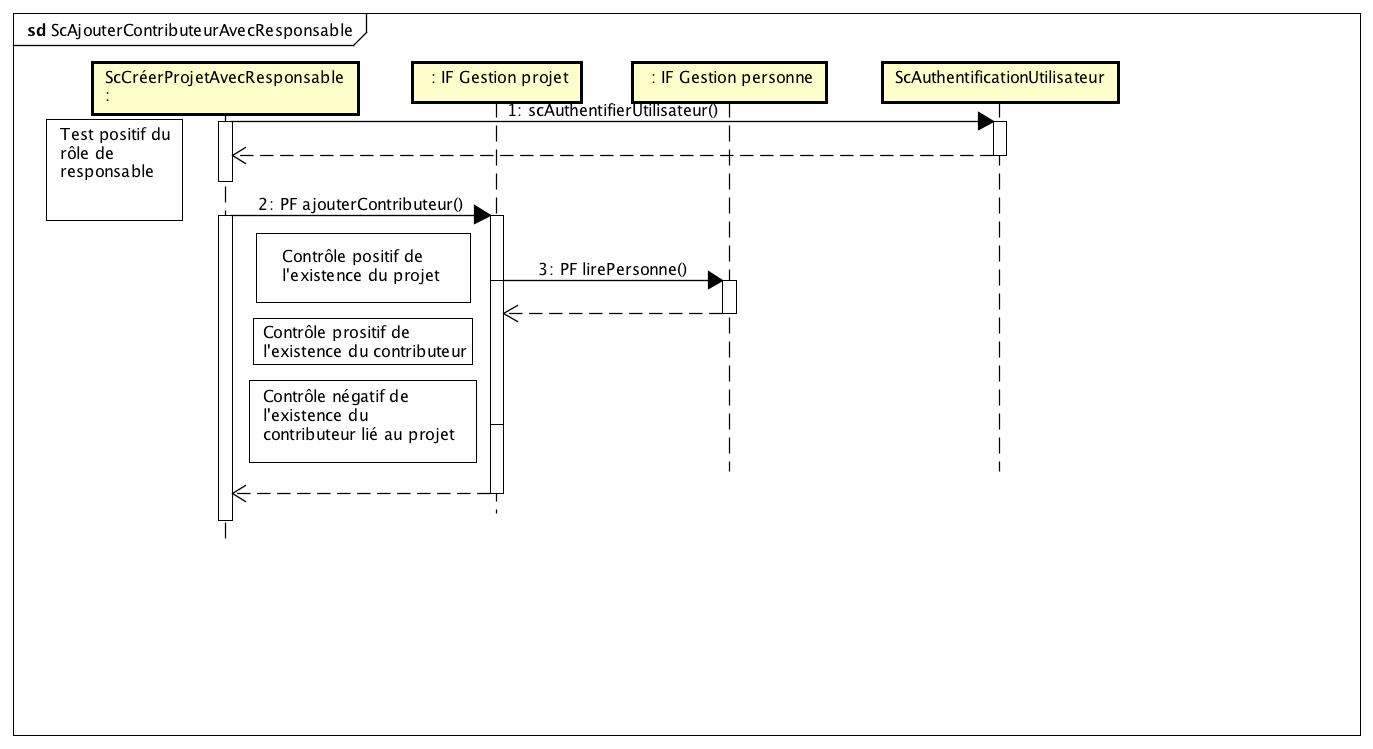 sd ScAjouterContributeurAvecResponsable
ScCréerProjetAvecResponsable
:
: IF Gestion projet
: IF Gestion personne
ScAuthentificationUtilisateur
1: scAuthentifierUtilisateur()
Test positif du
rôle de
responsable
2: PF ajouterContributeur()
Contrôle positif de
l'existence du projet
3: PF lirePersonne()
Contrôle prositif de
l'existence du contributeur
Contrôle négatif de
l'existence du
contributeur lié au projet